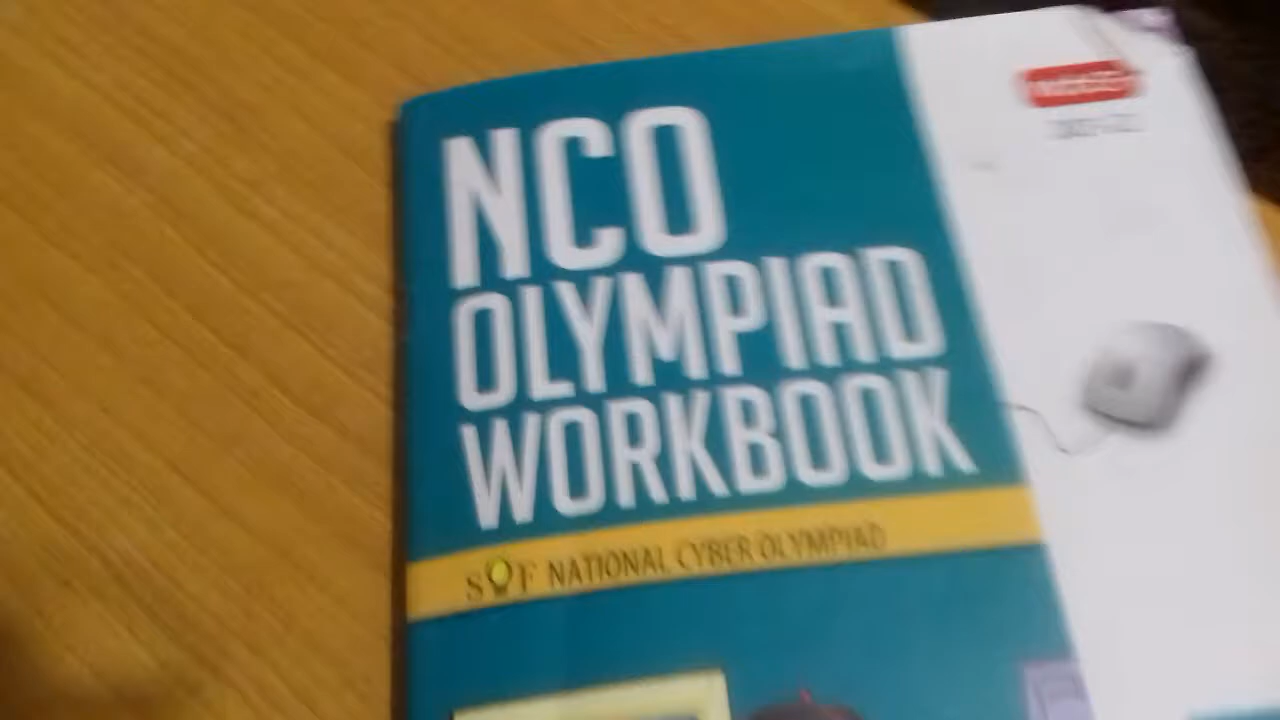 NCO
OLYMPIAD
WORKBOOK
SOF NATIONAL CYBER OLYMPIAD